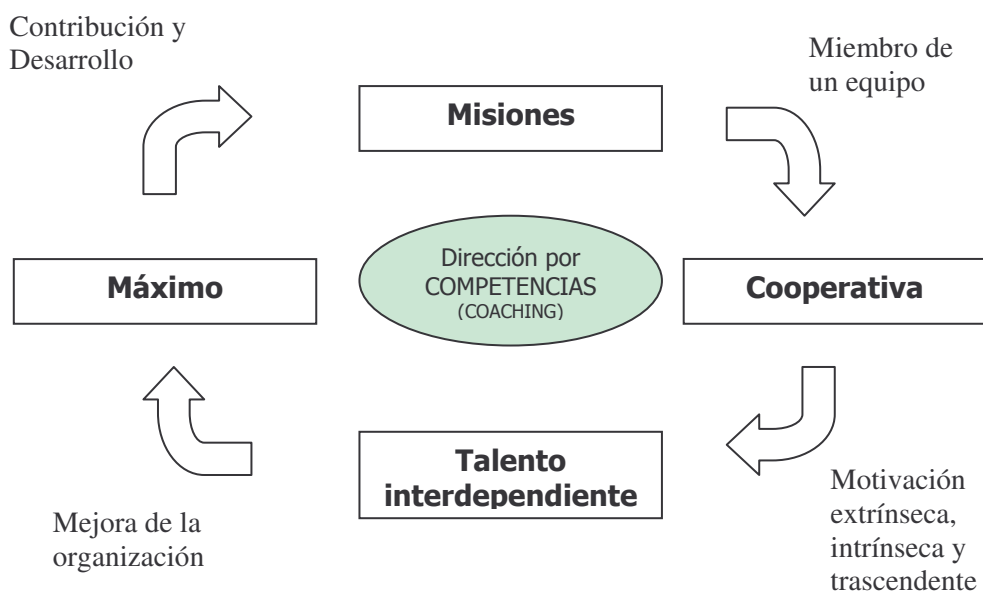 Contribución y
Desarrollo
Miembro de
un equipo
Misiones
Máximo
Dirección por
COMPETENCIAS
(COACHING)
Cooperativa
Talento
interdependiente
Mejora de la
organización
Motivación
extrínseca,
intrínseca y
trascendente